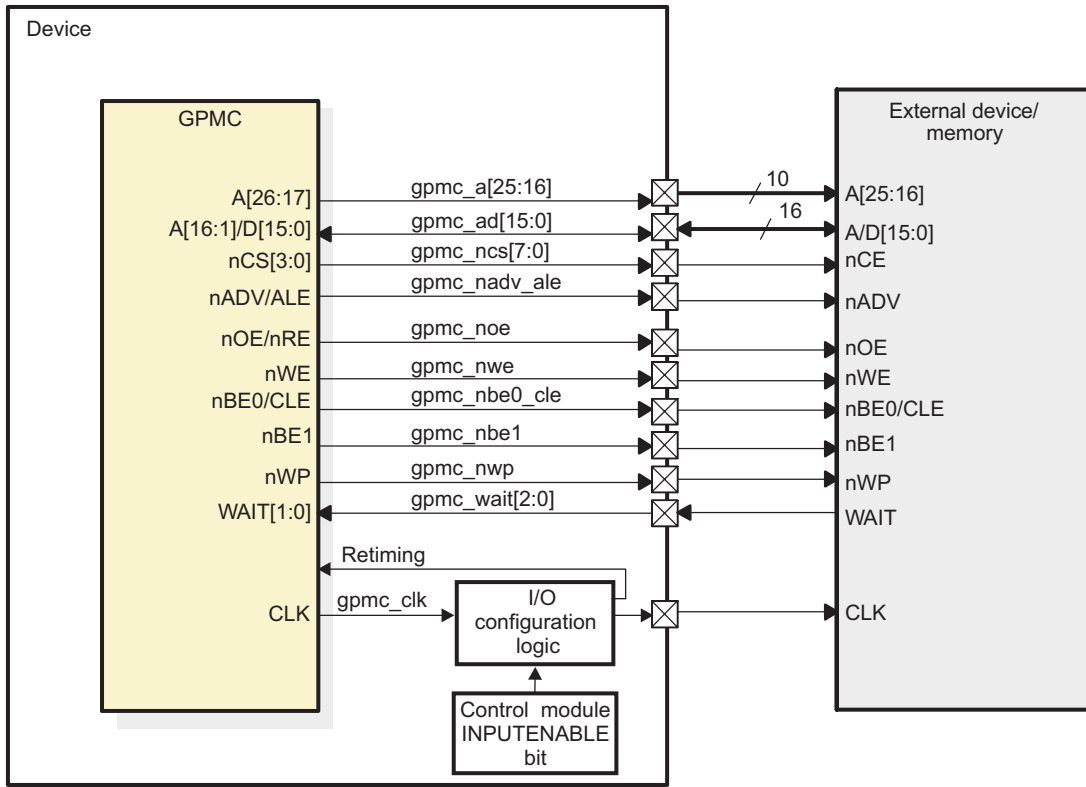 Device
GPMC
External device/
memory
A[26:17]
gpmc_a[25:16]
10
A[25:16]
A[16:1]/D[15:0]
gpmc_ad[15:0]
16
A/D[15:0]
nCS[3:0]
gpmc_ncs[7:0]
nCE
nADV/ALE
gpmc_nadv_ale
nADV
nOE/nRE
gpmc_noe
nOE
nWE
gpmc_nwe
nWE
nBE0/CLE
gpmc_nbe0_cle
nBE0/CLE
nBE1
gpmc_nbe1
nBE1
nWP
gpmc_nwp
nWP
WAIT[1:0]
gpmc_wait[2:0]
WAIT
Retiming
CLK
gpmc_clk
I/O
configuration
logic
CLK
Control module
INPUTENABLE
bit